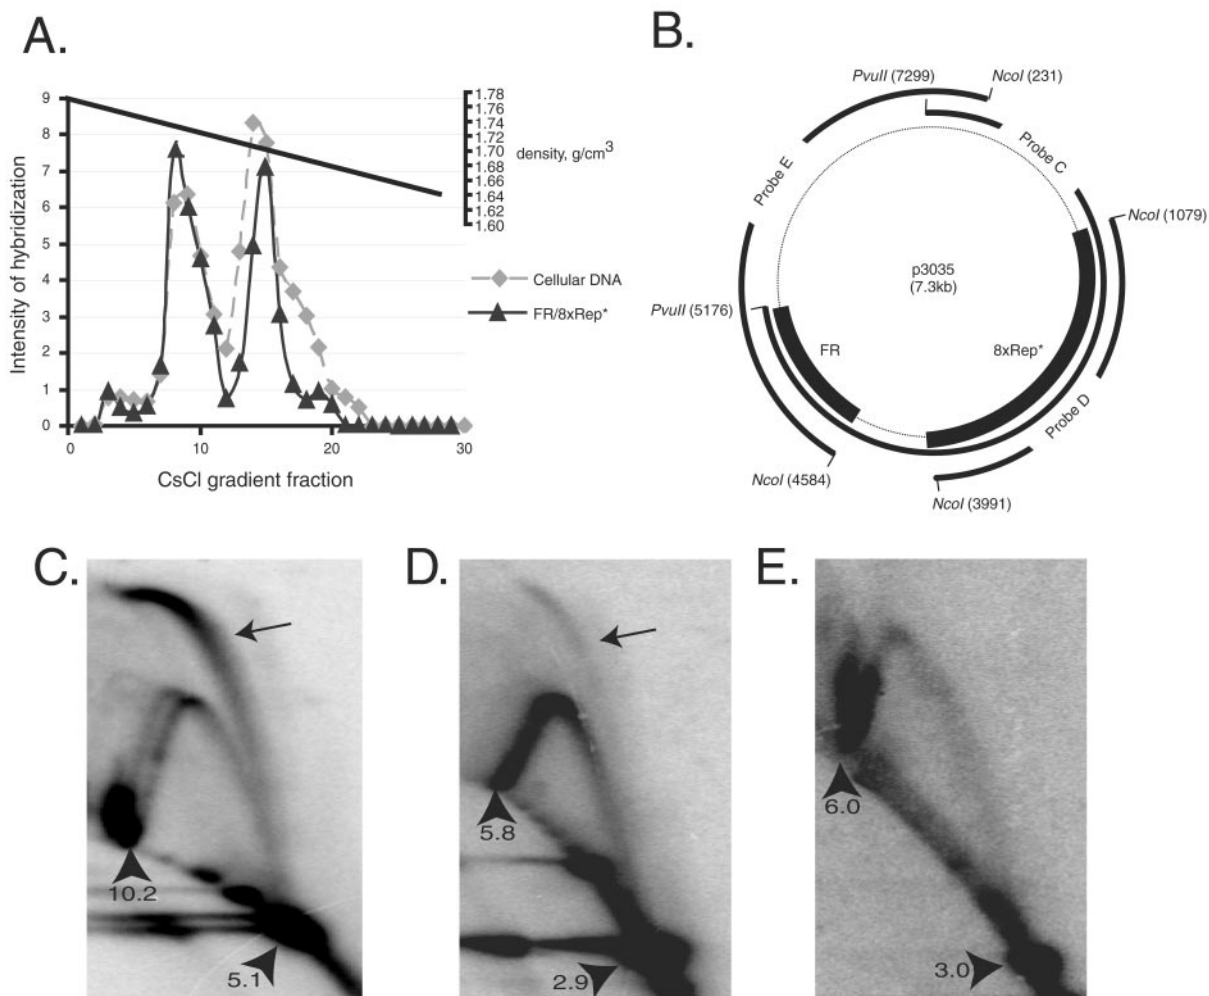 A.
9
8
7
6
5
4
3
2
1
0
Intensity of hybridization
0
10
20
30
CsCl gradient fraction
1.78
1.76
1.74
1.72
1.70
1.68
1.66
1.64
1.62
1.60
density, g/cm3
Cellular DNA
FR/8xRep*
B.
PvuII (7299)
NcoI (231)
Probe C
Probe E
NcoI (1079)
p3035
(7.3kb)
PvuII (5176)
FR
8xRep*
Probe D
NcoI (4584)
NcoI (3991)
C.
10.2
5.1
D.
5.8
2.9
E.
6.0
3.0